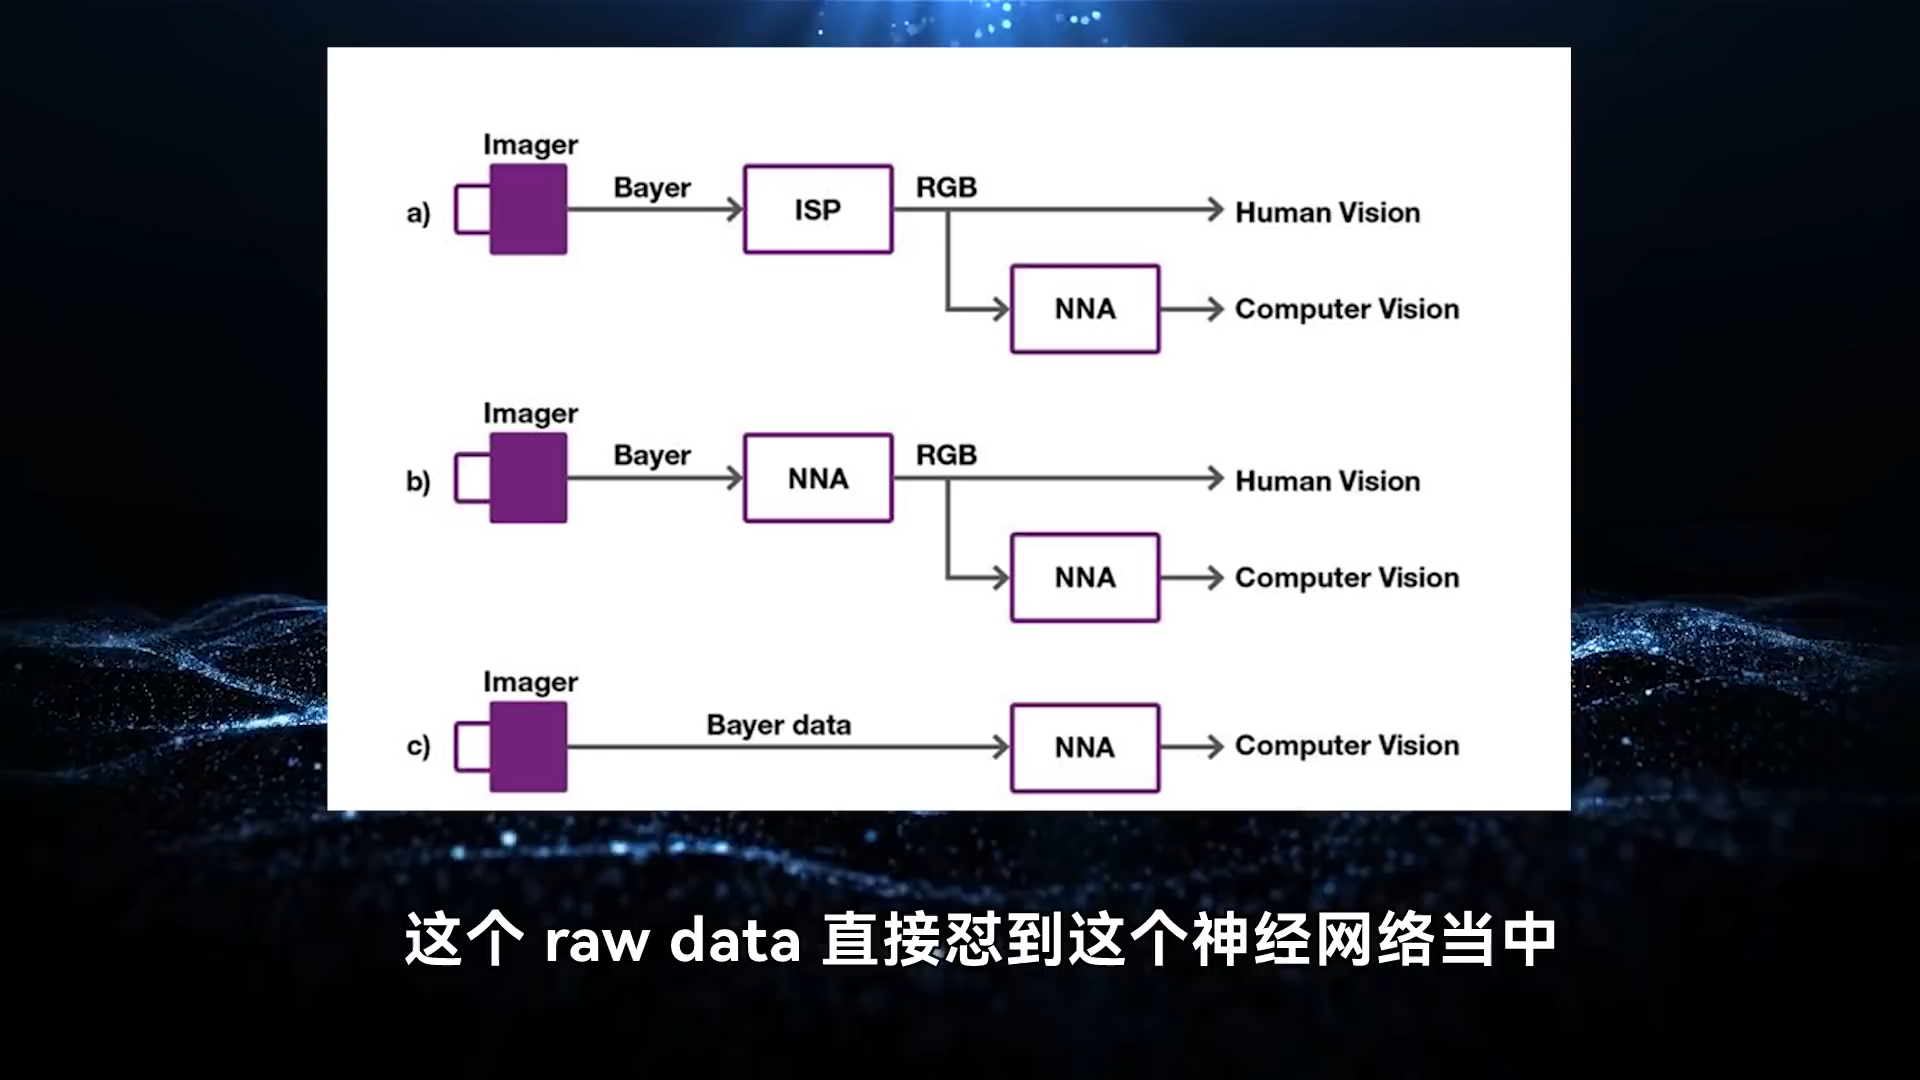 Imager
Bayer
RGB
a)
ISP
Human Vision
NNA
Computer Vision
Imager
Bayer
RGB
b)
NNA
Human Vision
NNA
Computer Vision
Imager
Bayer data
c)
NNA
Computer Vision
这个 raw data 直接怼到这个神经网络当中